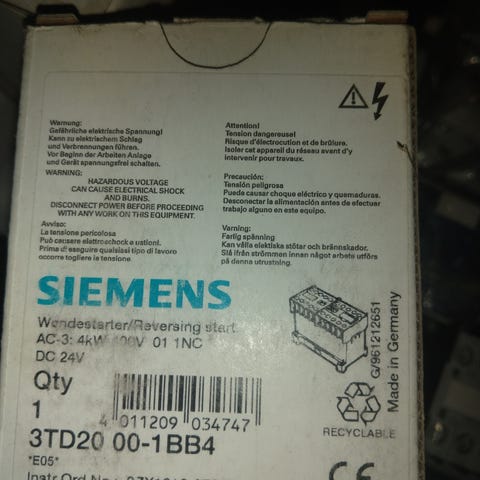 Warnung:
Gefährliche elektrische Spannung!
Kann zu elektrischem Schlag
und Verbrennungen führen.
Vor Beginn der Arbeiten Anlage
und Gerät spannungsfrei schalten.
WARNING:
HAZARDOUS VOLTAGE
CAN CAUSE ELECTRICAL SHOCK
AND BURNS.
DISCONNECT POWER BEFORE PROCEEDING
WITH ANY WORK ON THIS EQUIPMENT.
Avviso:
La tensione pericolosa
Può causare elettroschock e ustioni.
Prima d'eseguire qualsiasi tipo di lavoro
occorre togliere la tensione
Attention!
Tension dangereuse!
Risque d'électrocution et de brûlure.
Isoler cet appareil du réseau avant d'y
intervenir pour travaux.
Precaución:
Tensión peligrosa
Puede causar choque eléctrico y quemaduras.
Desconectar la alimentación antes de efectuar
trabajo alguno en este equipo.
Varning:
Farlig spänning
Kan vålla elektiska stötar och brännskador.
Slå ifrån strömmen innan något arbete utförs
på denna utrustning.
SIEMENS
Wendestarter/Reversing start
AC-3: 4kW 400V 01 1NC
DC 24V
Qty
1
4 011209 034747
3TD20 00-1BB4
*E05*
Instr.Ord.No.:
G/961212651
Made in Germany
RECYCLABLE
CE